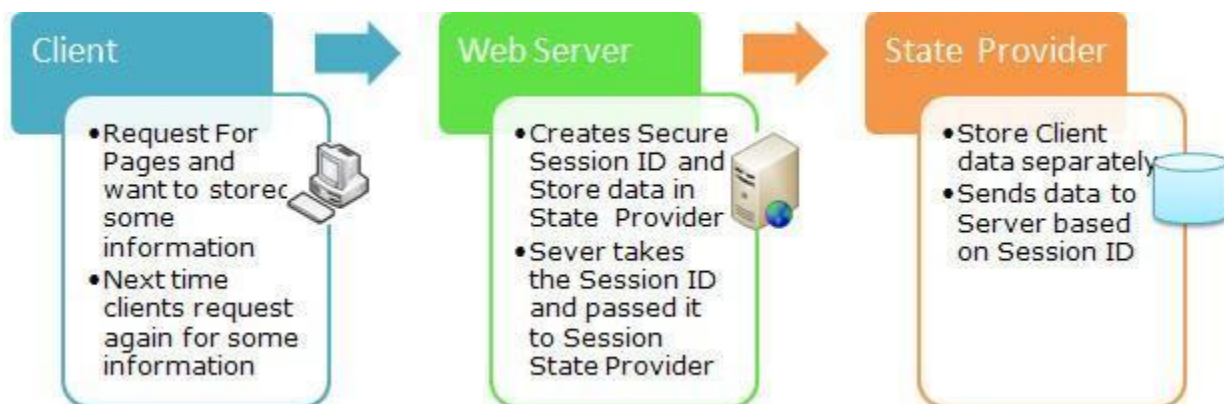 Client
Web Server
State Provider
•Request For
Pages and
want to stored
some
information
•Next time
clients request
again for some
information
•Creates Secure
Session ID and
Store data in
State Provider
•Sever takes
the Session ID
and passed it
to Session
State Provider
•Store Client
data separately
•Sends data to
Server based
on Session ID